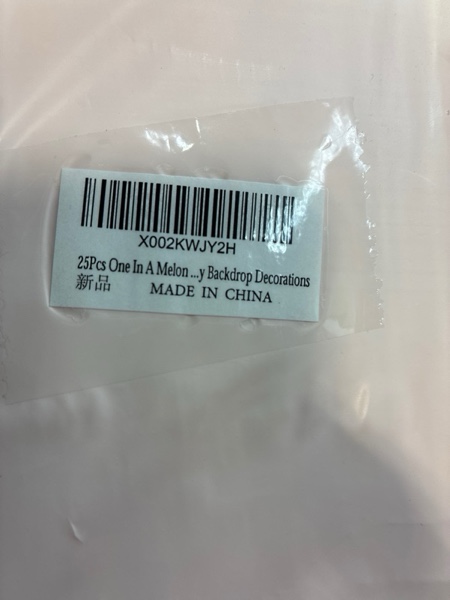 X002KWJY2H
25Pcs One In A Melon ...y Backdrop Decorations
新品
MADE IN CHINA